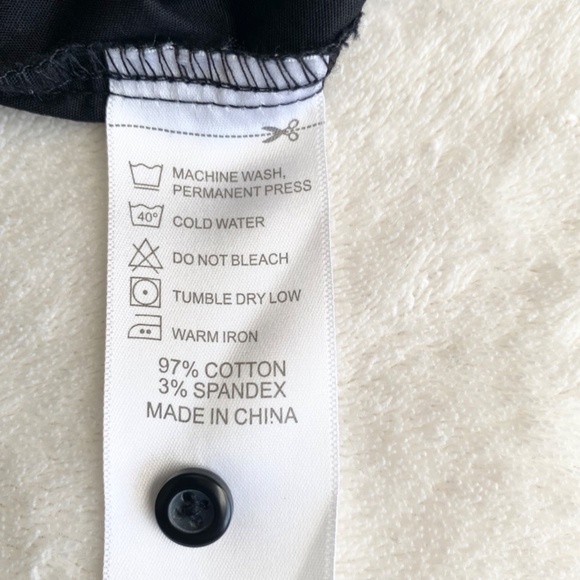 MACHINE WASH,
PERMANENT PRESS
40° COLD WATER
DO NOT BLEACH
TUMBLE DRY LOW
WARM IRON
97% COTTON
3% SPANDEX
MADE IN CHINA